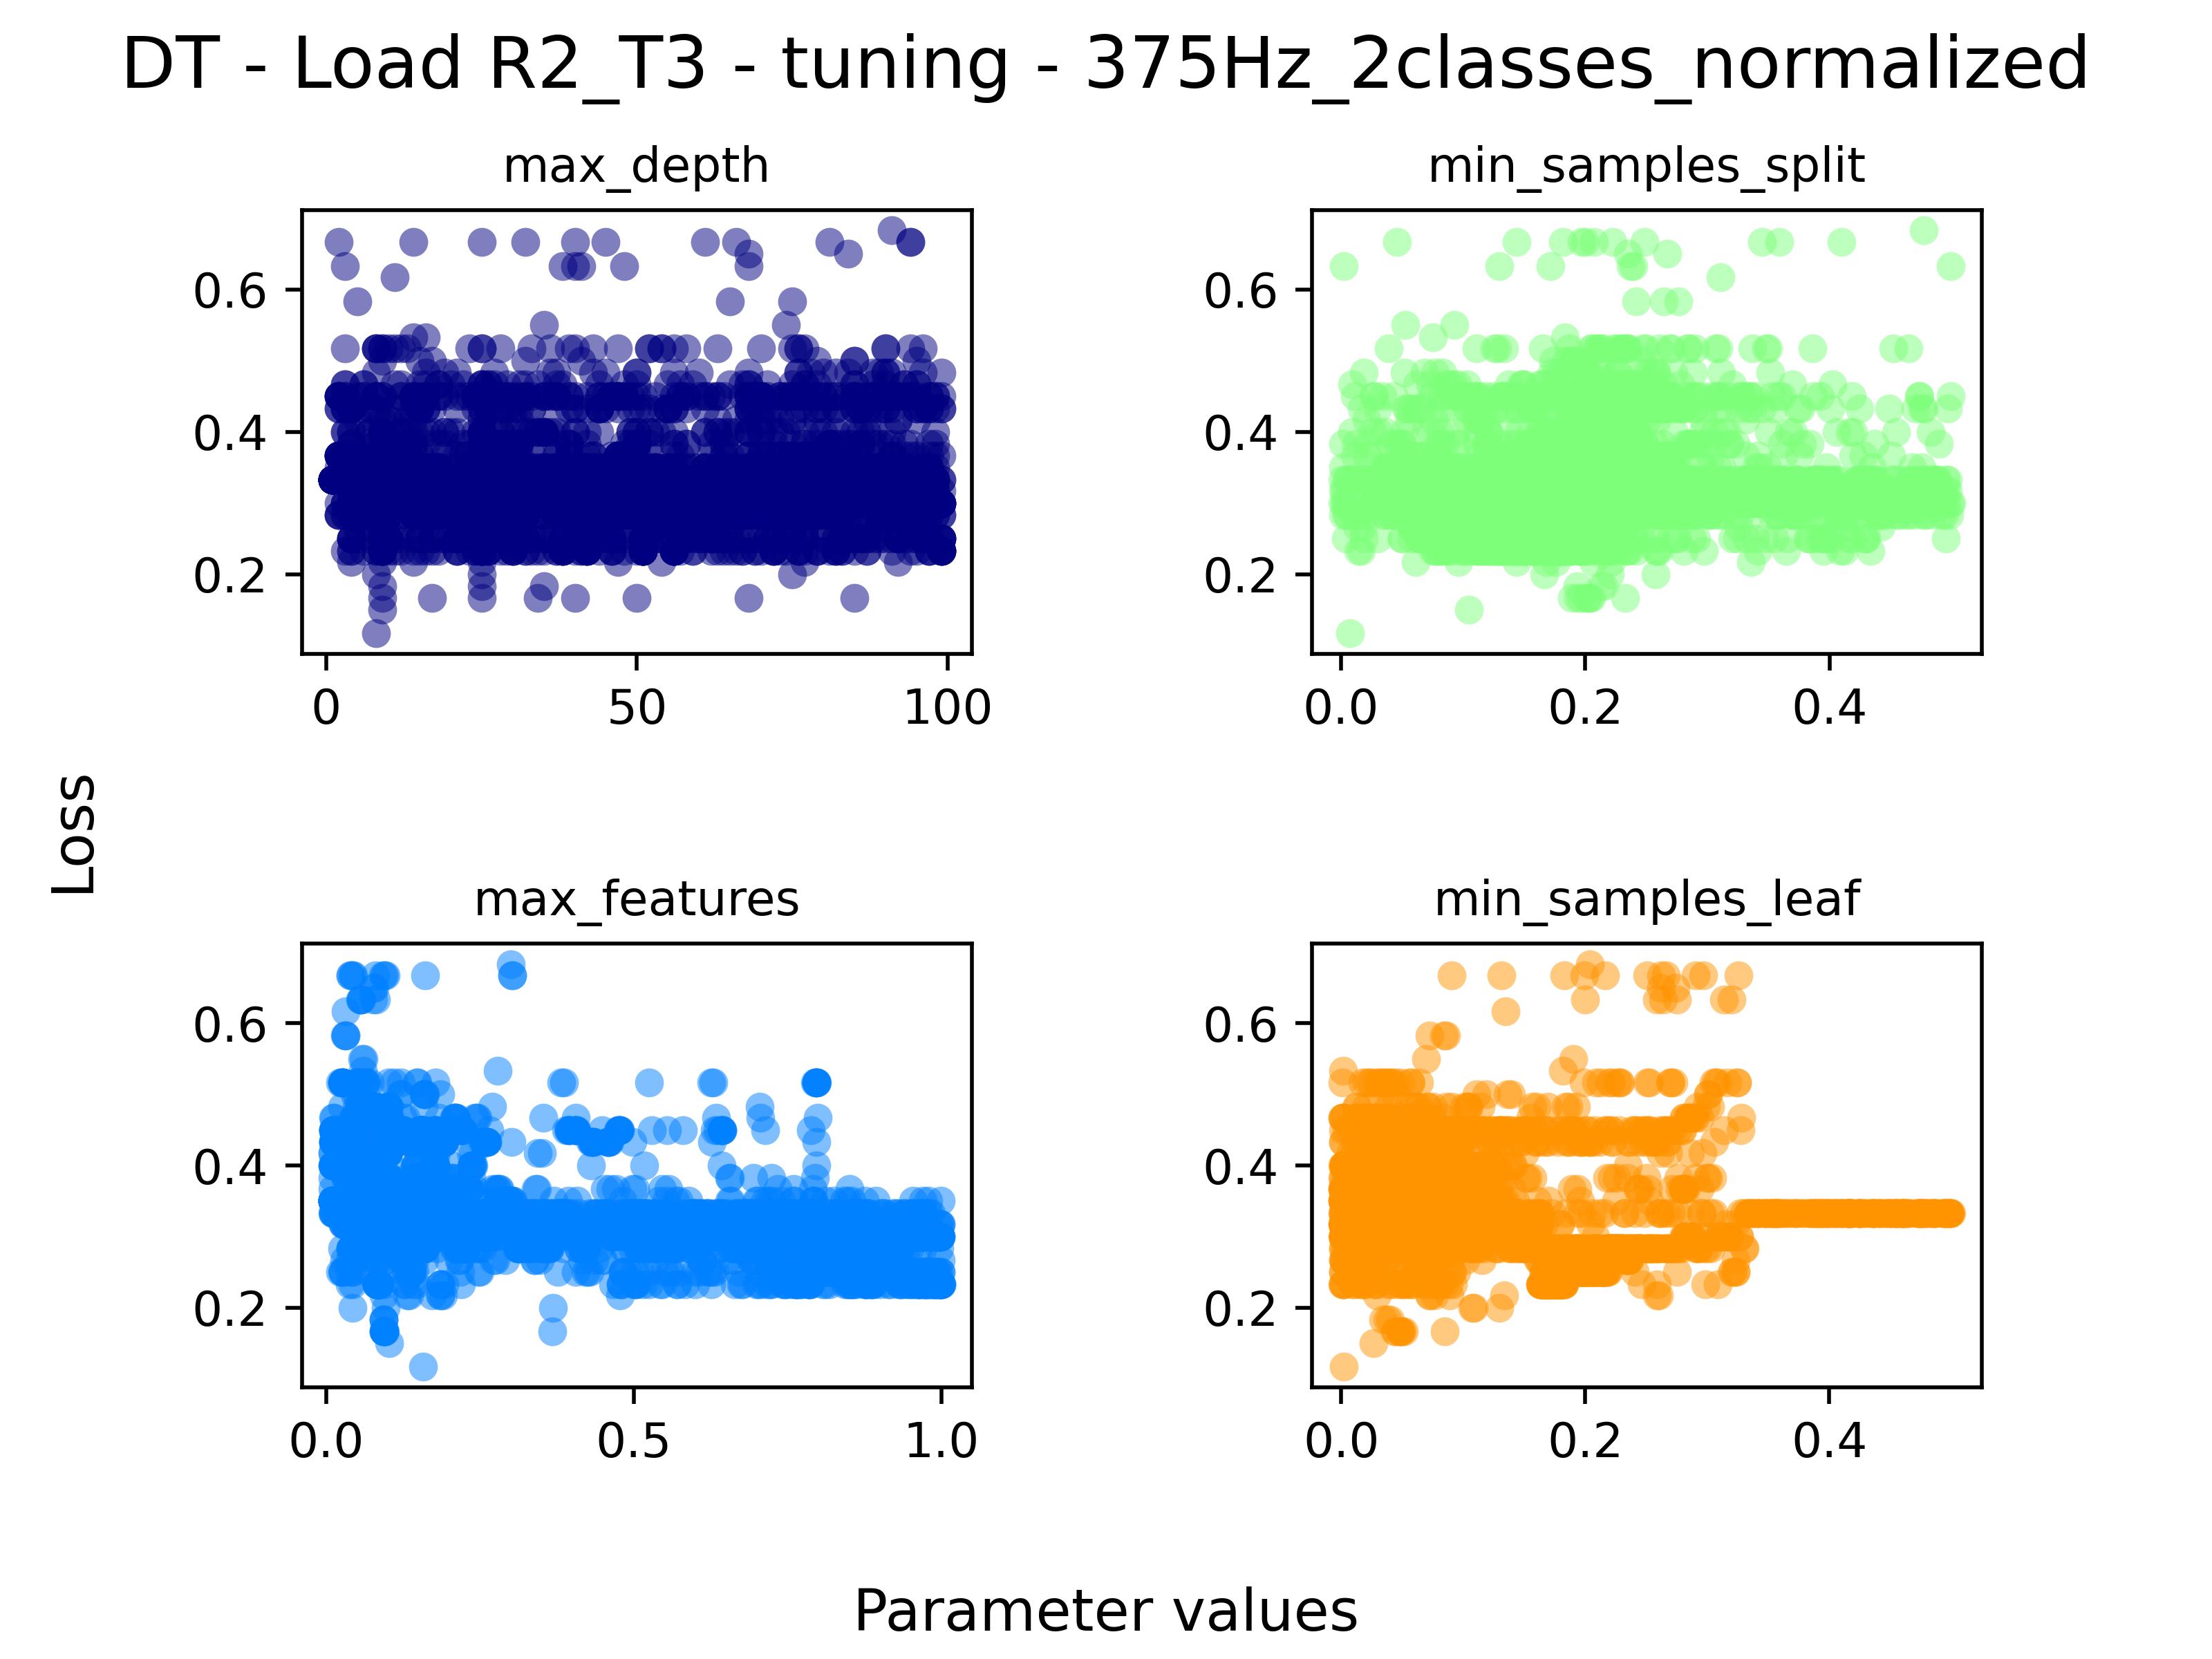 DT - Load R2_T3 - tuning - 375Hz_2classes_normalized
max_depth
0.6
0.4
0.2
0 50 100
min_samples_split
0.6
0.4
0.2
0.0 0.2 0.4
Loss
max_features
0.6
0.4
0.2
0.0 0.5 1.0
min_samples_leaf
0.6
0.4
0.2
0.0 0.2 0.4
Parameter values